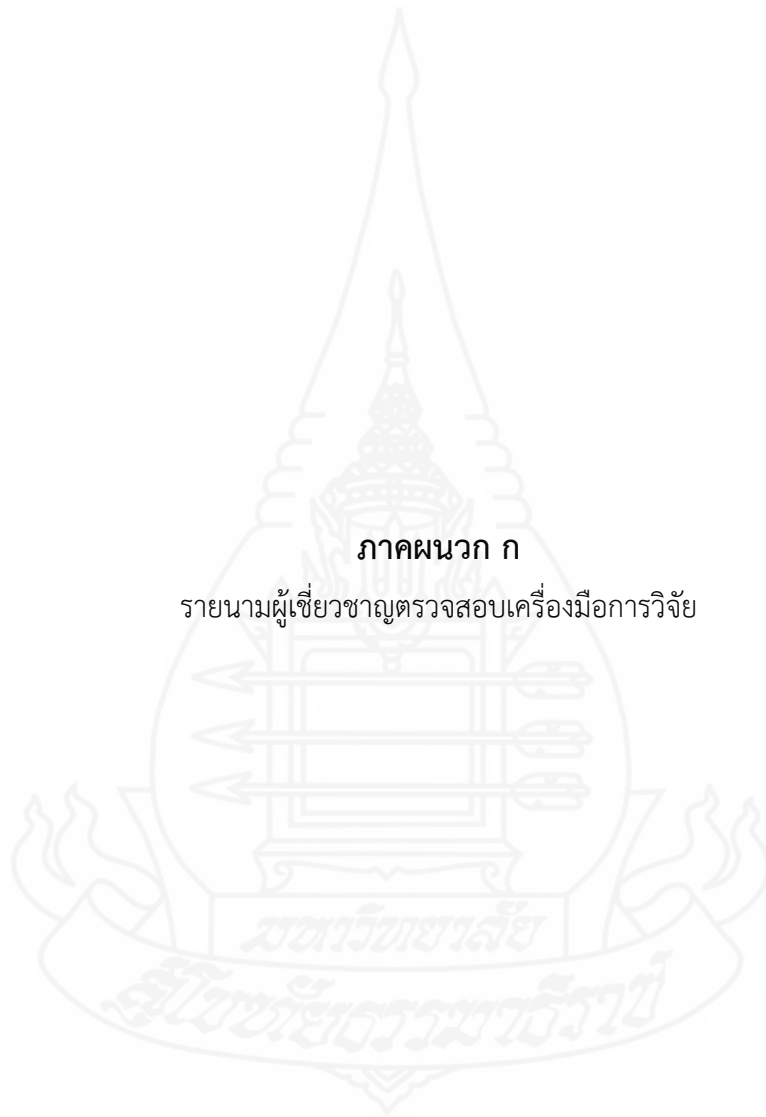 ภาคผนวก ก
รายนามผู้เชี่ยวชาญตรวจสอบเครื่องมือการวิจัย
มหาวิทยาลัย
สุโขทัยธรรมาธิราช